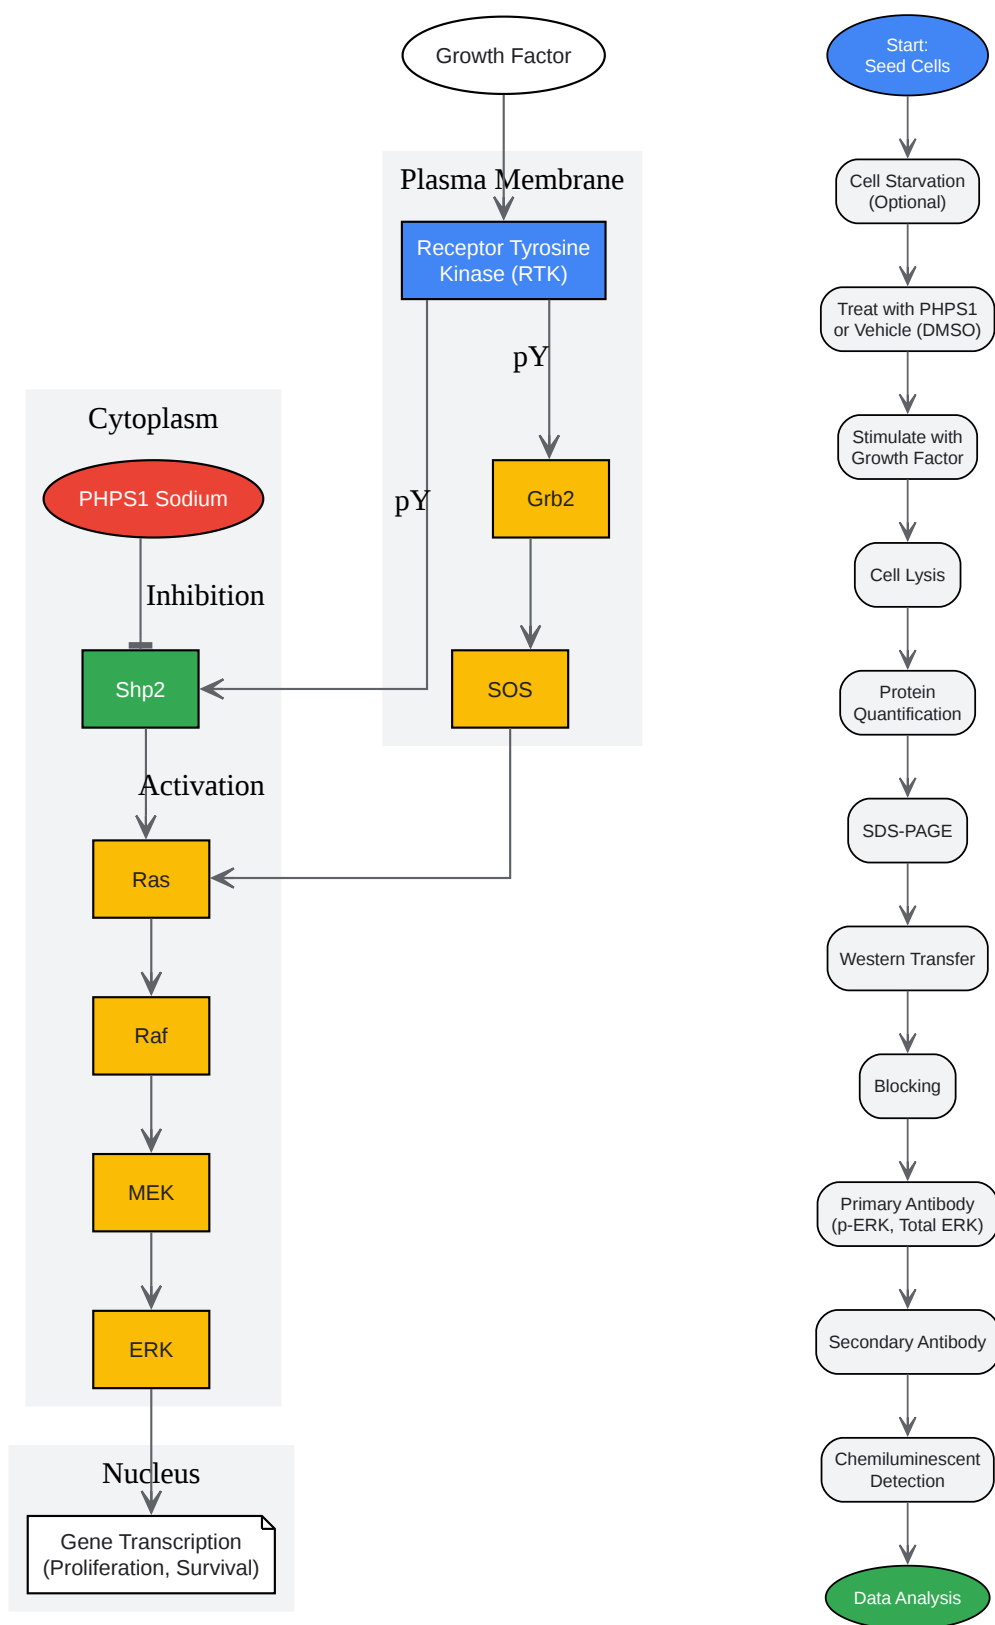 Growth Factor
Plasma Membrane
Receptor Tyrosine
Kinase (RTK)
pY
Cytoplasm
PHPS1 Sodium
pY
Grb2
Inhibition
Shp2
SOS
Activation
Ras
Raf
MEK
ERK
Nucleus
Gene Transcription
(Proliferation, Survival)
Start:
Seed Cells
Cell Starvation
(Optional)
Treat with PHPS1
or Vehicle (DMSO)
Stimulate with
Growth Factor
Cell Lysis
Protein
Quantification
SDS-PAGE
Western Transfer
Blocking
Primary Antibody
(p-ERK, Total ERK)
Secondary Antibody
Chemiluminescent
Detection
Data Analysis